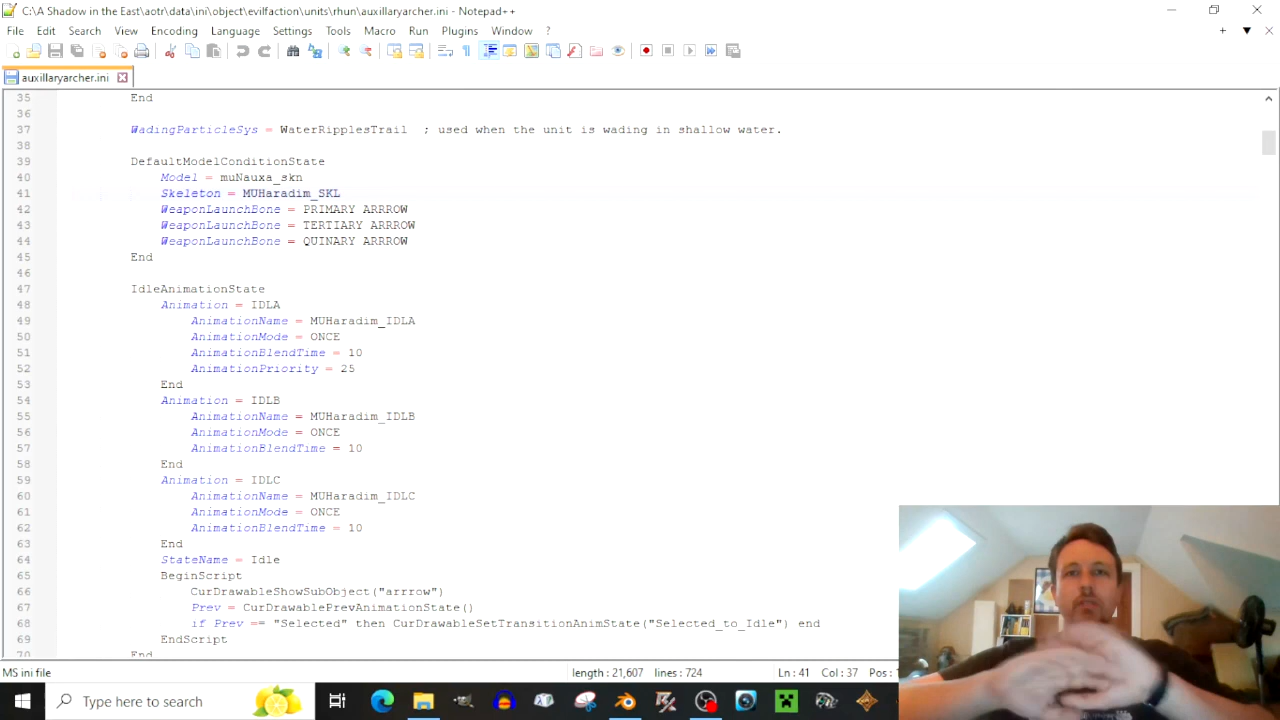 C:\A Shadow in the East\aotr\data\ini\object\evilfaction\units\rhun\auxillaryarcher.ini - Notepad++
File Edit Search View Encoding Language Settings Tools Macro Run Plugins Window ?
auxillaryarcher.ini
35 End
36
37 WadingParticleSys = WaterRipplesTrail ; used when the unit is wading in shallow water.
38
39 DefaultModelConditionState
40 Model = muNauxa_skn
41 Skeleton = MUHaradim_SKL
42 WeaponLaunchBone = PRIMARY ARRROW
43 WeaponLaunchBone = TERTIARY ARRROW
44 WeaponLaunchBone = QUINARY ARRROW
45 End
46
47 IdleAnimationState
48 Animation = IDLA
49 AnimationName = MUHaradim_IDLA
50 AnimationMode = ONCE
51 AnimationBlendTime = 10
52 AnimationPriority = 25
53 End
54 Animation = IDLB
55 AnimationName = MUHaradim_IDLB
56 AnimationMode = ONCE
57 AnimationBlendTime = 10
58 End
59 Animation = IDLC
60 AnimationName = MUHaradim_IDLC
61 AnimationMode = ONCE
62 AnimationBlendTime = 10
63 End
64 StateName = Idle
65 BeginScript
66 CurDrawableShowSubObject("arrrow")
67 Prev = CurDrawablePrevAnimationState()
68 if Prev == "Selected" then CurDrawableSetTransitionAnimState("Selected_to_Idle") end
69 EndScript
70 End
MS ini file length : 21,607 lines : 724 Ln : 41 Col : 37 Pos :
Type here to search